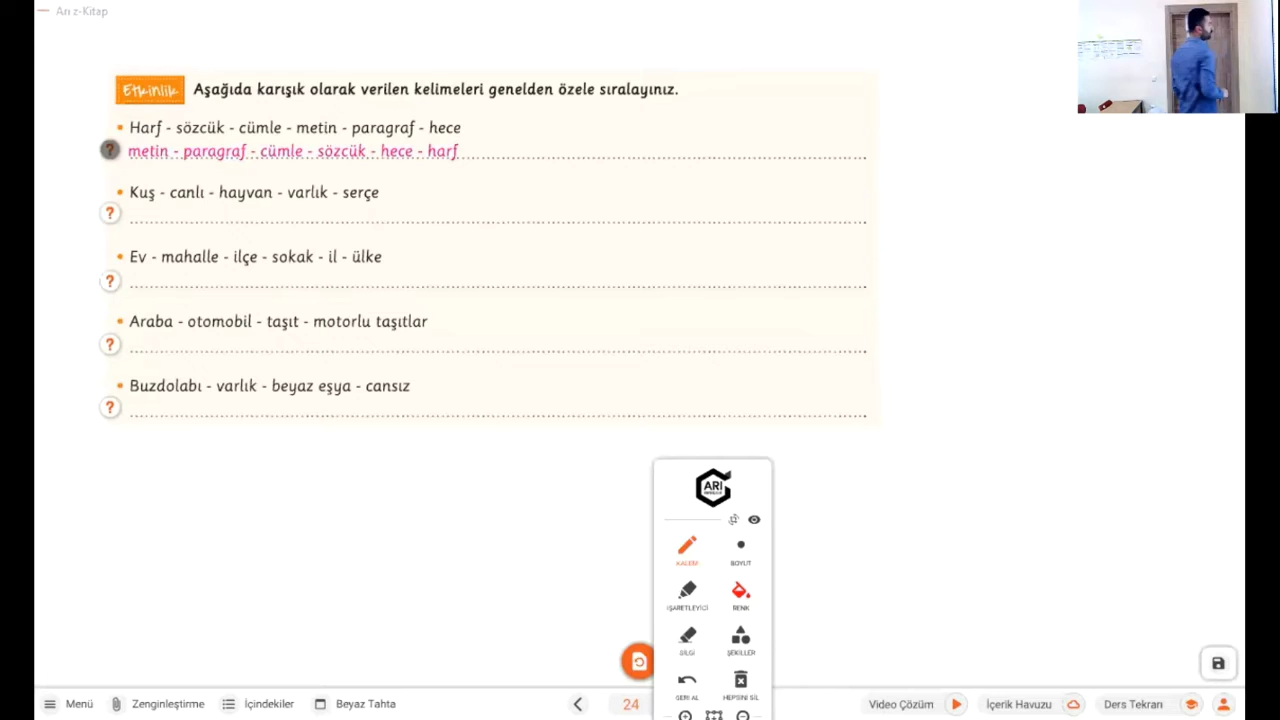 Arı z-Kitap
Etkinlik Aşağıda karışık olarak verilen kelimeleri genelden özele sıralayınız.
• Harf - sözcük - cümle - metin - paragraf - hece
? metin - paragraf - cümle - sözcük - hece - harf
• Kuş - canlı - hayvan - varlık - serçe
?
• Ev - mahalle - ilçe - sokak - il - ülke
?
• Araba - otomobil - taşıt - motorlu taşıtlar
?
• Buzdolabı - varlık - beyaz eşya - cansız
?
ARI
KALEM BOYUT
İŞARETLEYİCİ RENK
SİLGİ ŞEKİLLER
GERİ AL HEPSİNİ SİL
Menü Zenginleştirme İçindekiler Beyaz Tahta 24 Video Çözüm İçerik Havuzu Ders Tekrarı